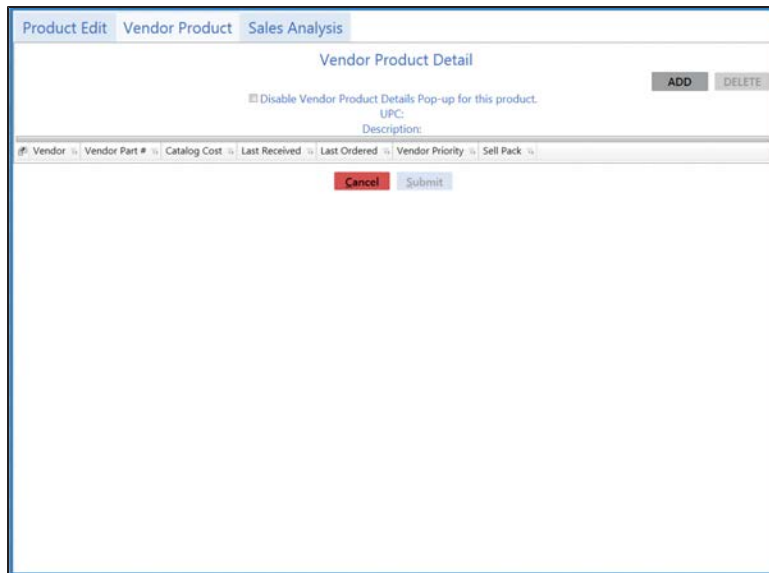 Product Edit Vendor Product Sales Analysis
Vendor Product Detail
ADD DELETE
Disable Vendor Product Details Pop-up for this product.
UPC:
Description:
Vendor Vendor Part # Catalog Cost Last Received Last Ordered Vendor Priority Sell Pack
Cancel Submit